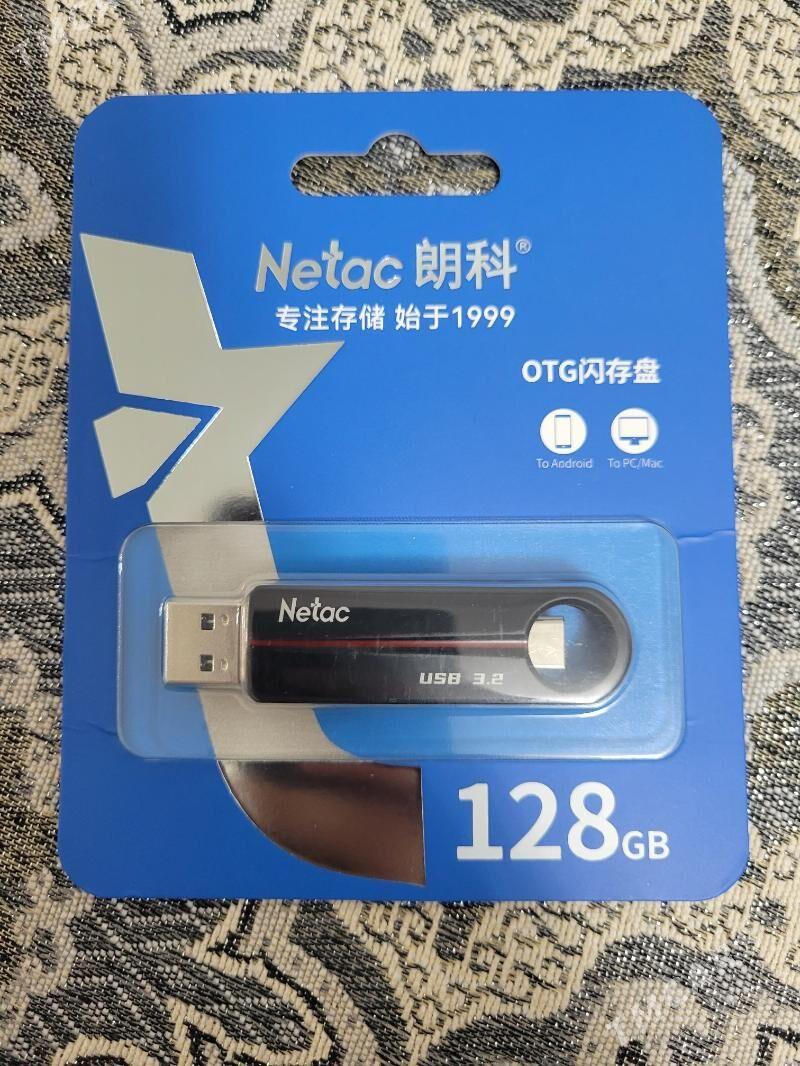 Netac 朗科®
专注存储 始于1999
OTG闪存盘
To Android To PC/Mac
Netac
USB 3.2
128GB